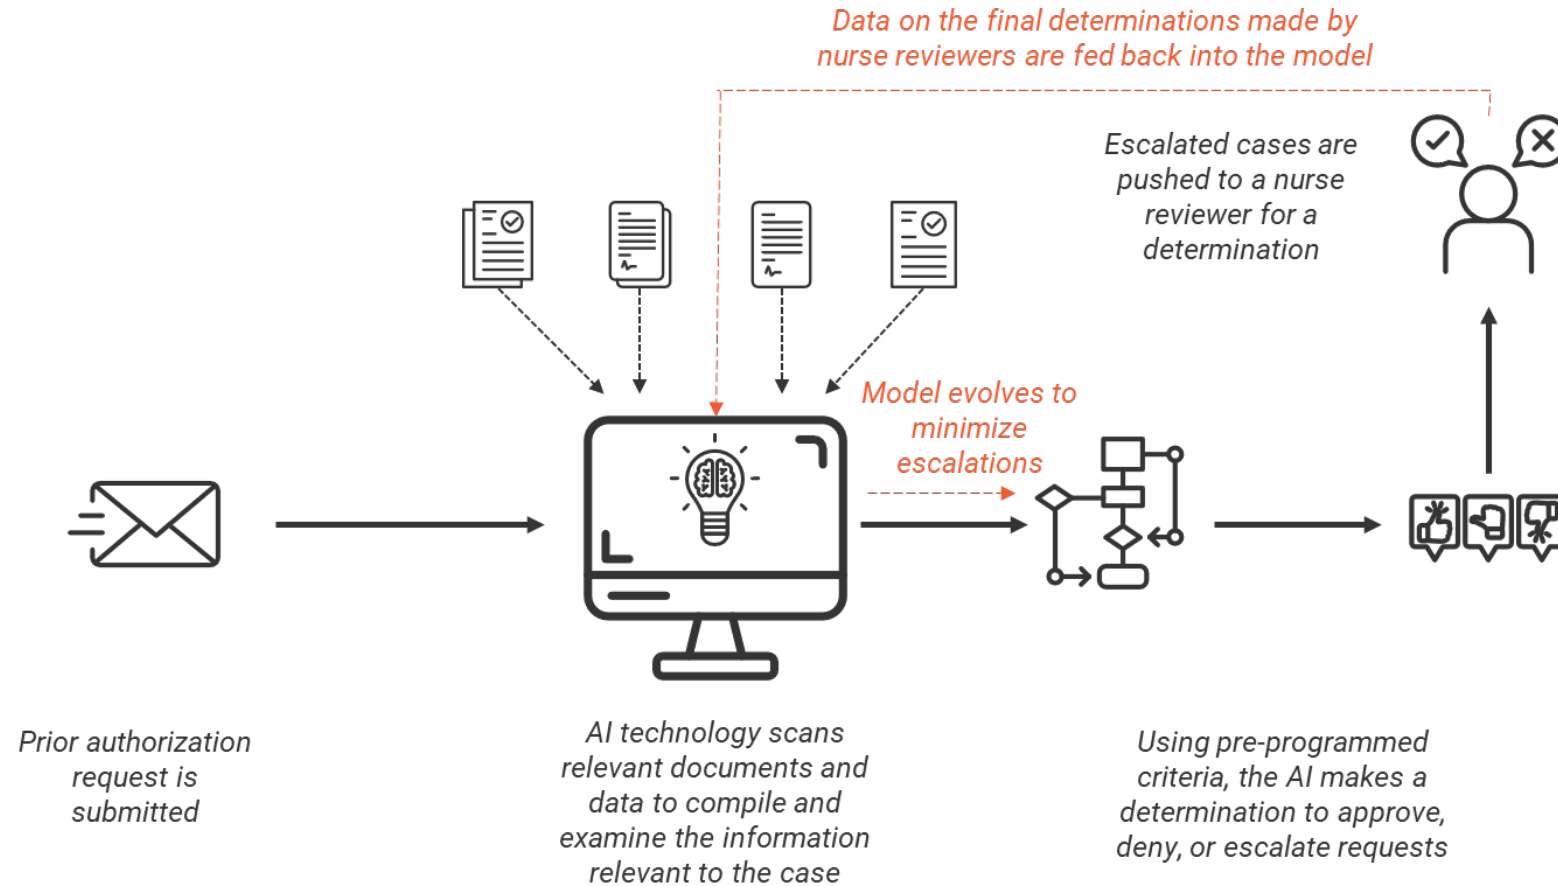 Data on the final determinations made by
nurse reviewers are fed back into the model
Escalated cases are
pushed to a nurse
reviewer for a
determination
Model evolves to
minimize
escalations
Prior authorization
request is
submitted
AI technology scans
relevant documents and
data to compile and
examine the information
relevant to the case
Using pre-programmed
criteria, the AI makes a
determination to approve,
deny, or escalate requests